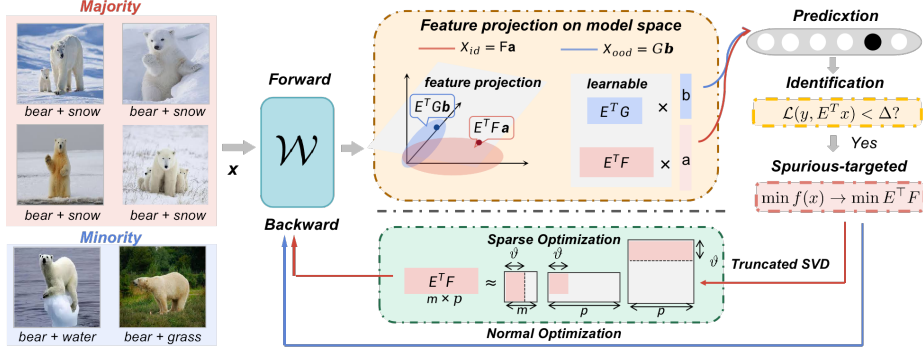 Majority
bear + snow
bear + snow
bear + snow
bear + snow
Minority
bear + water
bear + grass
x
Forward
𝒲
Backward
Feature projection on model space
X_id = Fa
X_ood = Gb
feature projection
E^T Gb
E^T F a
learnable
E^T G × b
E^T F × a
Predicxtion
Identification
ℒ(y, E^T x) < Δ?
Yes
Spurious-targeted
min f(x) → min E^⊤ F
Sparse Optimization
E^T F ≈
m × p
ϑ
m
ϑ
p
ϑ
p
Truncated SVD
Normal Optimization